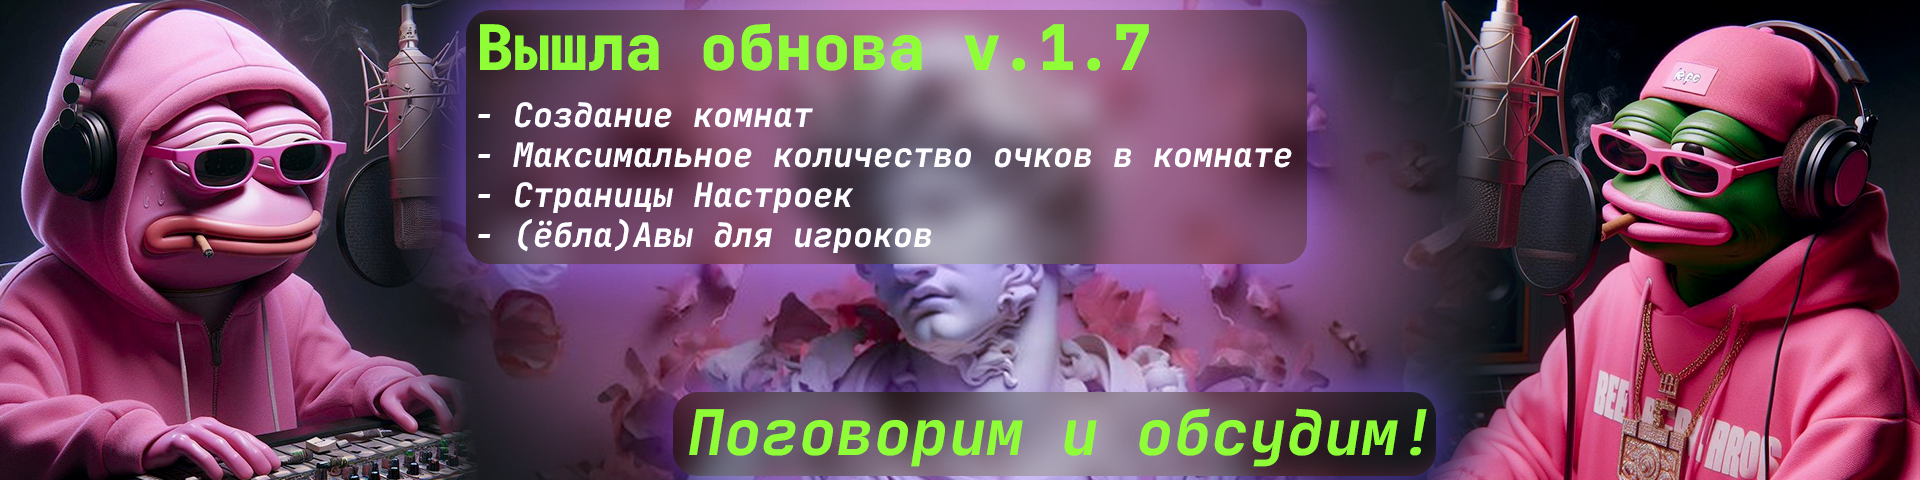 Вышла обнова v.1.7
- Создание комнат
- Максимальное количество очков в комнате
- Страницы Настроек
- (ёбла)Авы для игроков
Поговорим и обсудим!